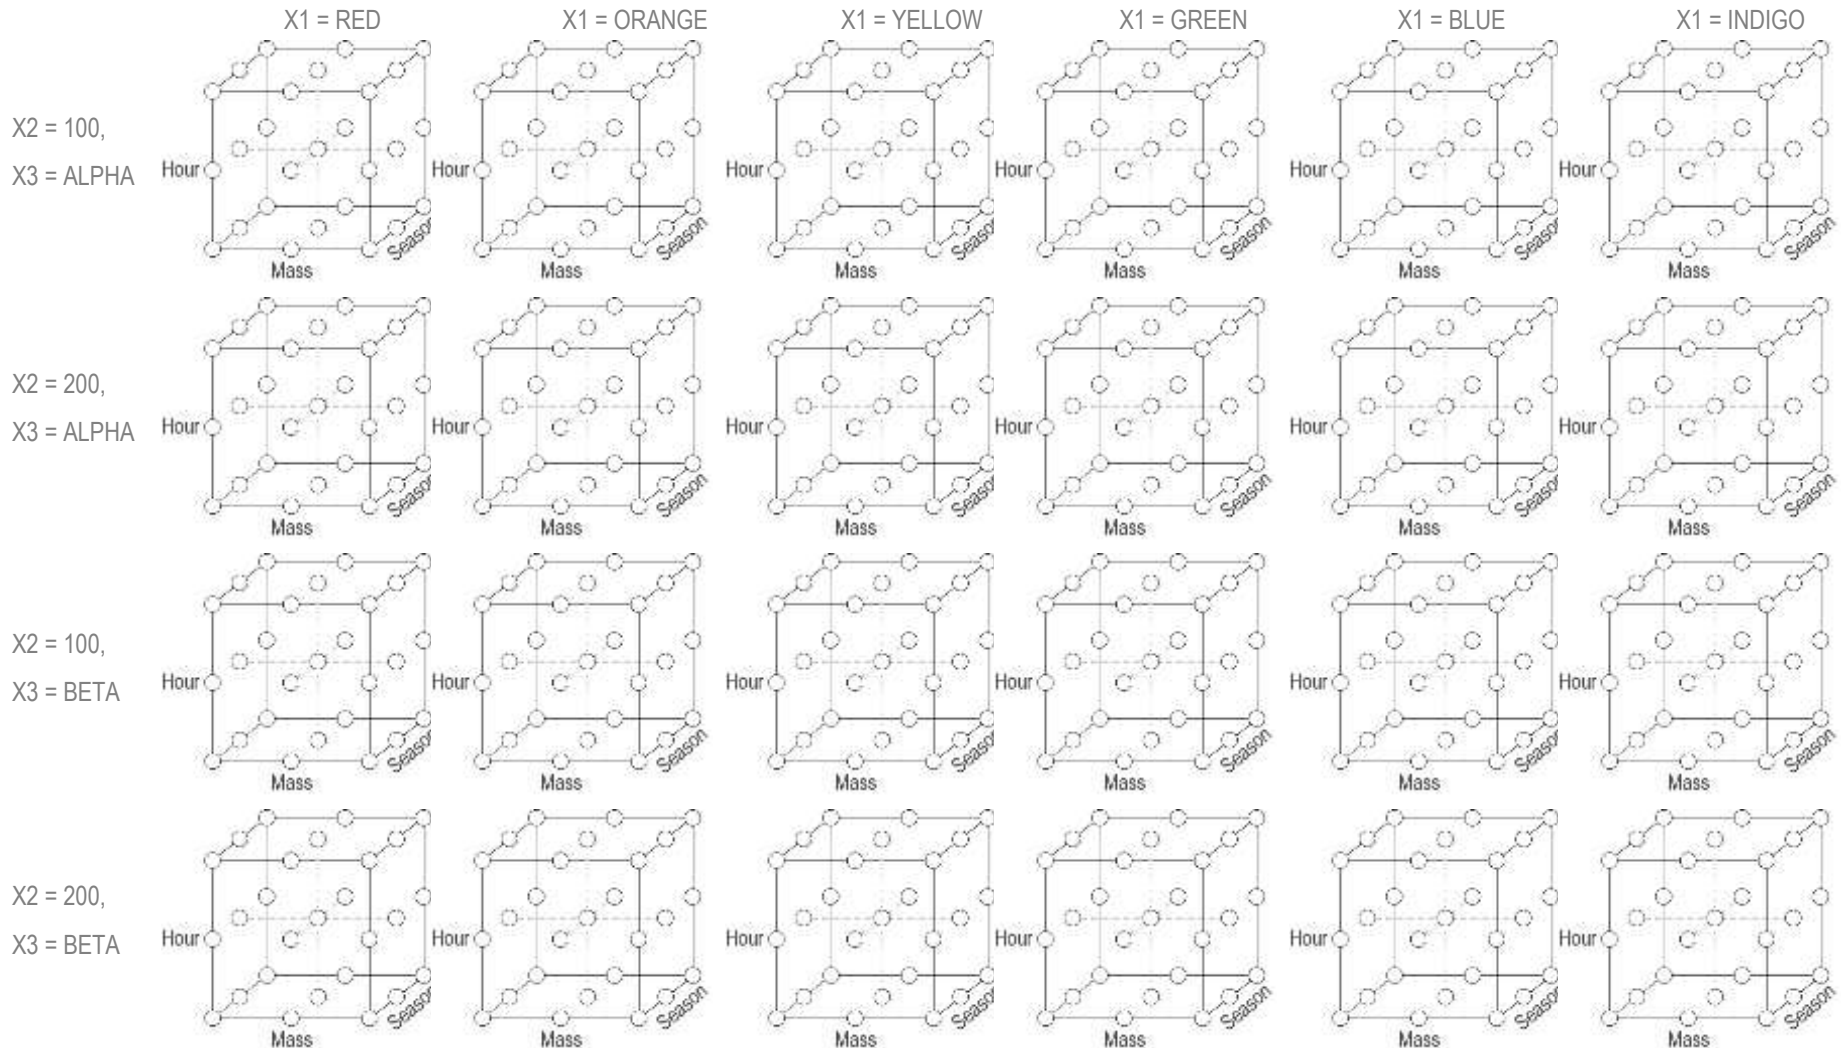 X1 = RED X1 = ORANGE X1 = YELLOW X1 = GREEN X1 = BLUE X1 = INDIGO
X2 = 100,
X3 = ALPHA
Hour Hour Hour Hour Hour Hour
Season Season Season Season Season Season
Mass Mass Mass Mass Mass Mass
X2 = 200,
X3 = ALPHA
Hour Hour Hour Hour Hour Hour
Season Season Season Season Season Season
Mass Mass Mass Mass Mass Mass
X2 = 100,
X3 = BETA
Hour Hour Hour Hour Hour Hour
Season Season Season Season Season Season
Mass Mass Mass Mass Mass Mass
X2 = 200,
X3 = BETA
Hour Hour Hour Hour Hour Hour
Season Season Season Season Season Season
Mass Mass Mass Mass Mass Mass